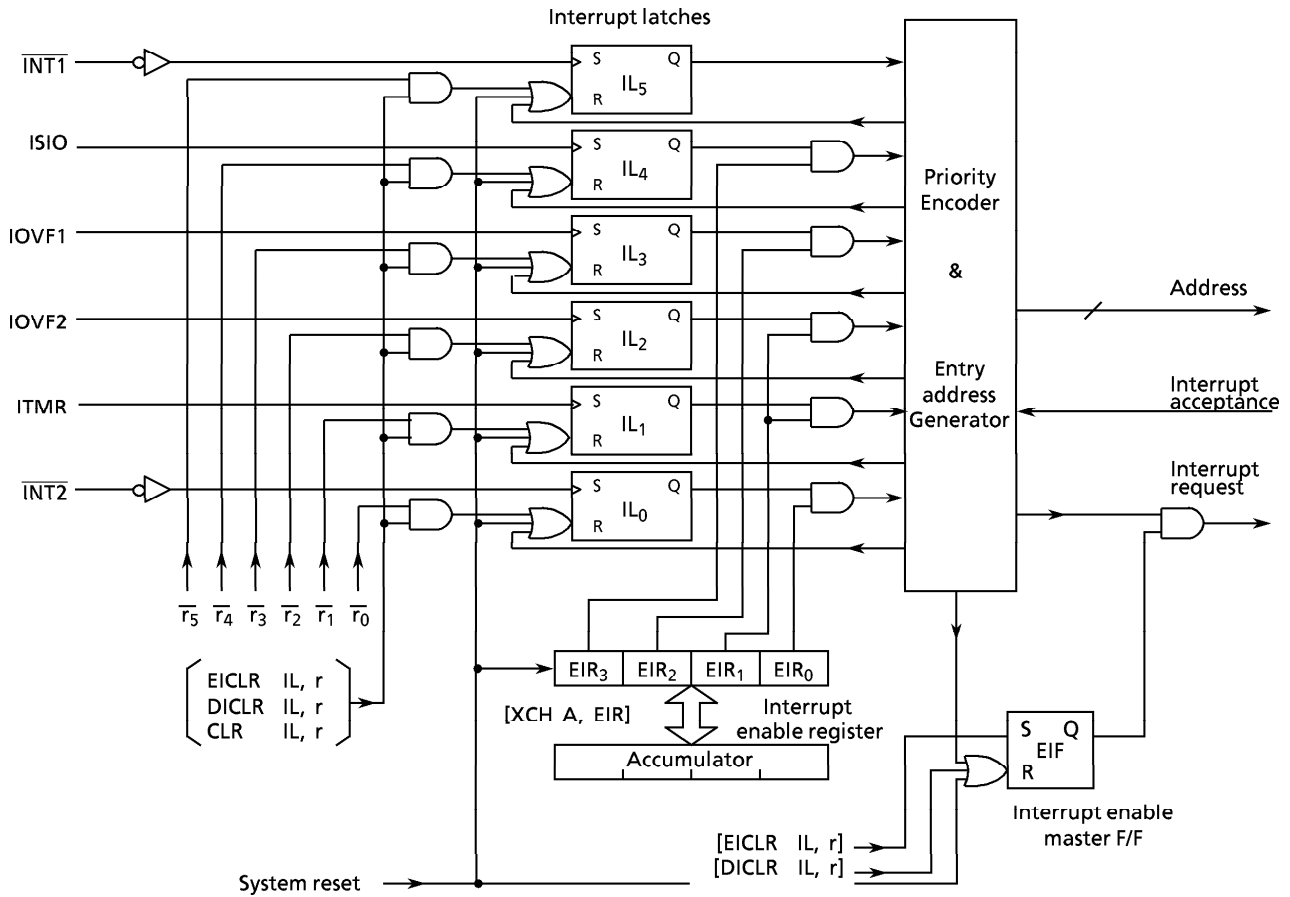 Interrupt latches
INT1
S Q
IL5
R
ISIO
S Q
IL4
R
IOVF1
S Q
IL3
R
IOVF2
S Q
IL2
R
ITMR
S Q
IL1
R
INT2
S Q
IL0
R
Priority
Encoder
&
Entry
address
Generator
Address
Interrupt
acceptance
Interrupt
request
r5 r4 r3 r2 r1 r0
EICLR IL, r
DICLR IL, r
CLR IL, r
EIR3 EIR2 EIR1 EIR0
[XCH A, EIR]
Interrupt
enable register
Accumulator
S Q
EIF
R
Interrupt enable
master F/F
[EICLR IL, r]
[DICLR IL, r]
System reset